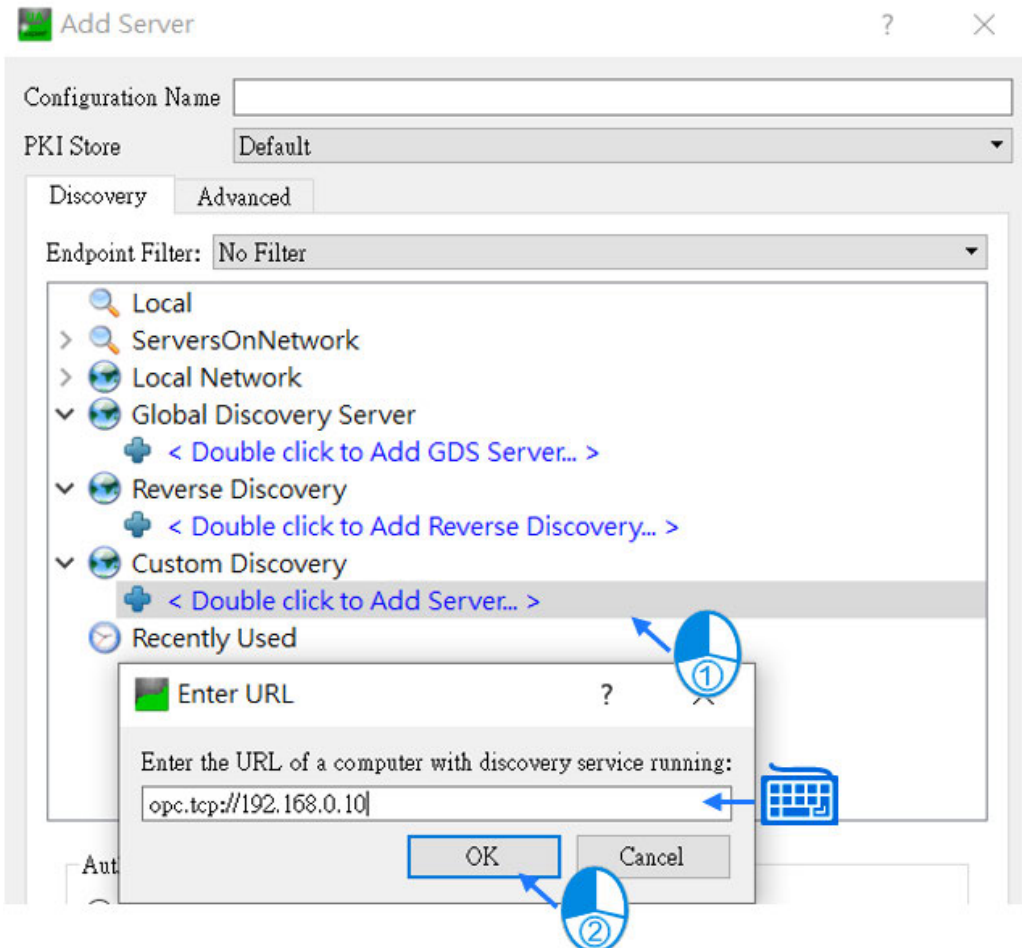 Add Server
Configuration Name
PKI Store Default
Discovery Advanced
Endpoint Filter: No Filter
Local
ServersOnNetwork
Local Network
Global Discovery Server
< Double click to Add GDS Server... >
Reverse Discovery
< Double click to Add Reverse Discovery... >
Custom Discovery
< Double click to Add Server... >
①
Recently Used
Enter URL ?
Enter the URL of a computer with discovery service running:
opc.tcp://192.168.0.10
OK Cancel
Aut
②